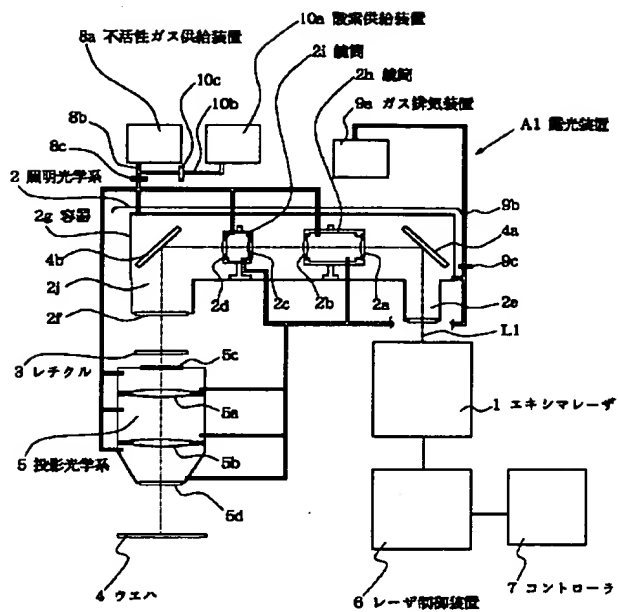 10a 酸素供給装置
8a 不活性ガス供給装置
2i 鏡筒
10c
2h 鏡筒
10b
9a ガス排気装置
8b
A1 露光装置
8c
2 照明光学系
9b
2g 容器
4b
4a
9c
2j
2d
2c
2b
2a
2e
2f
L1
5c
3 レチクル
5a
1 エキシマレーザ
5
5 投影光学系
5b
5d
4 ウエハ
6 レーザ制御装置
7 コントローラ